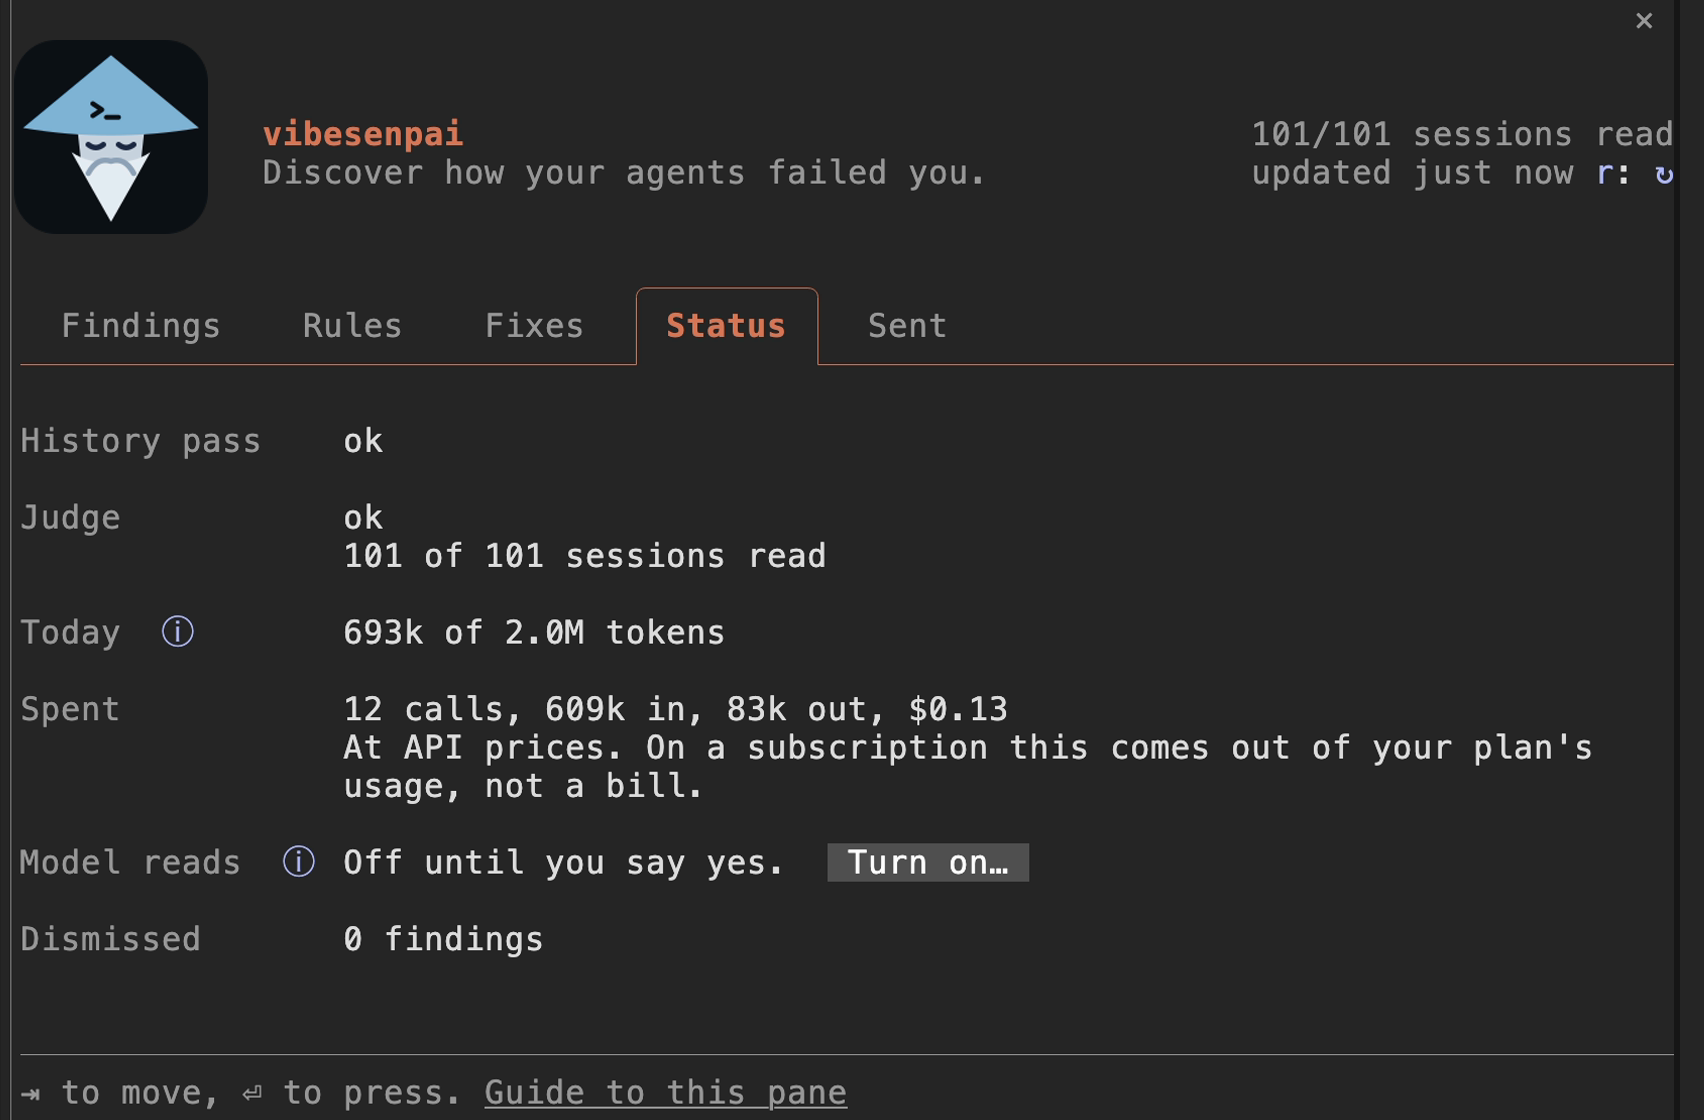 ×
>_
vibesenpai
101/101 sessions read
Discover how your agents failed you.
updated just now r: ↻
Findings Rules Fixes Status Sent
History pass ok
Judge ok
101 of 101 sessions read
Today ⓘ 693k of 2.0M tokens
Spent 12 calls, 609k in, 83k out, $0.13
At API prices. On a subscription this comes out of your plan's
usage, not a bill.
Model reads ⓘ Off until you say yes. Turn on…
Dismissed 0 findings
⇥ to move, ⏎ to press. Guide to this pane